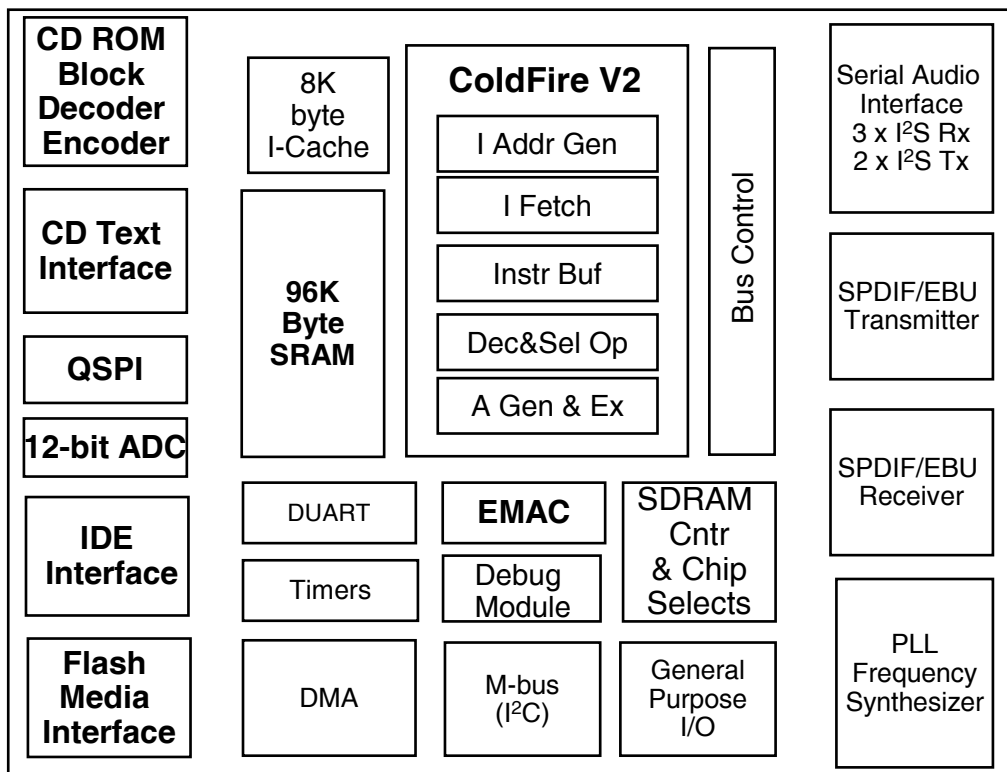 CD ROM
Block
Decoder
Encoder
CD Text
Interface
QSPI
12-bit ADC
IDE
Interface
Flash
Media
Interface
8K
byte
I-Cache
96K
Byte
SRAM
ColdFire V2
I Addr Gen
I Fetch
Instr Buf
Dec&Sel Op
A Gen & Ex
Bus Control
DUART
Timers
DMA
EMAC
Debug
Module
M-bus
(I²C)
SDRAM
Cntr
& Chip
Selects
General
Purpose
I/O
Serial Audio
Interface
3 x I²S Rx
2 x I²S Tx
SPDIF/EBU
Transmitter
SPDIF/EBU
Receiver
PLL
Frequency
Synthesizer